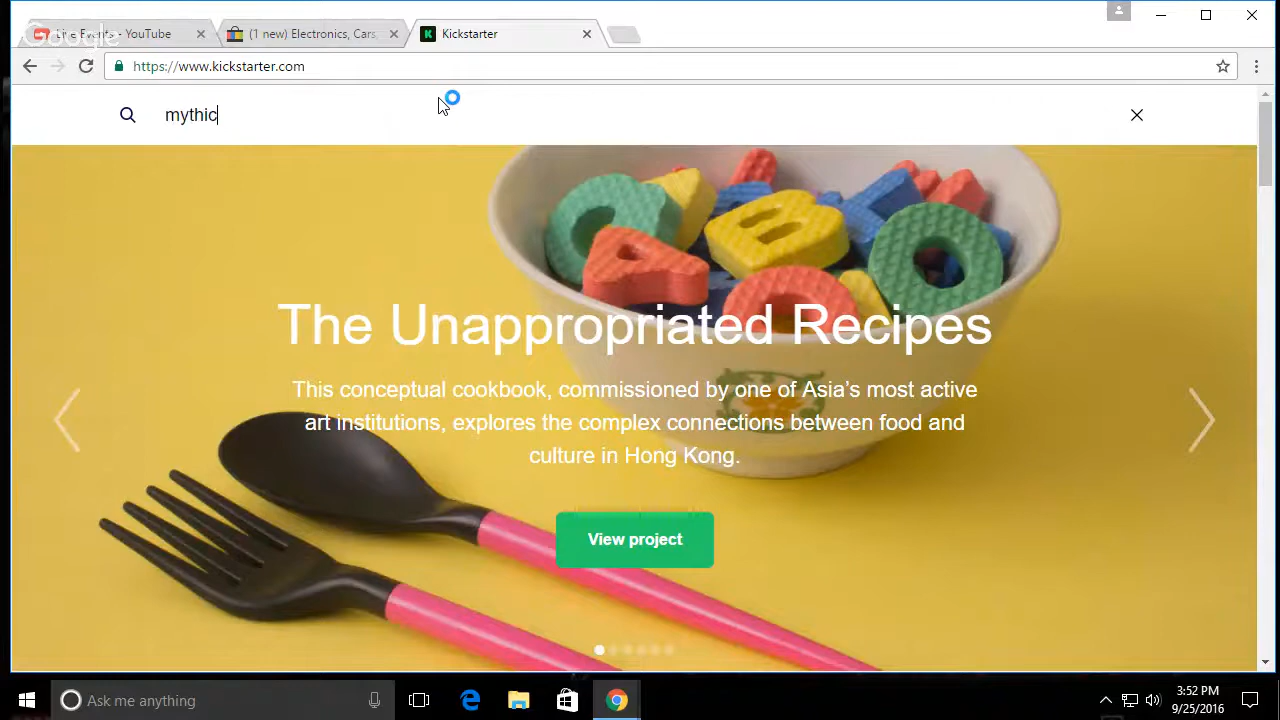 Live Events - YouTube
(1 new) Electronics, Cars,
Kickstarter
Google
https://www.kickstarter.com
mythic
The Unappropriated Recipes
This conceptual cookbook, commissioned by one of Asia's most active
art institutions, explores the complex connections between food and
culture in Hong Kong.
View project
Ask me anything
3:52 PM
9/25/2016